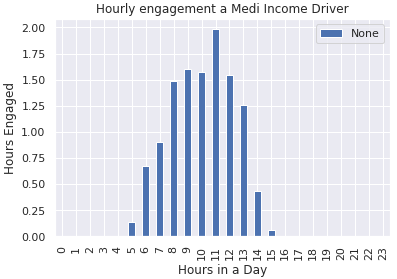 Hourly engagement a Medi Income Driver
None
Hours Engaged
2.00
1.75
1.50
1.25
1.00
0.75
0.50
0.25
0.00
0 1 2 3 4 5 6 7 8 9 10 11 12 13 14 15 16 17 18 19 20 21 22 23
Hours in a Day